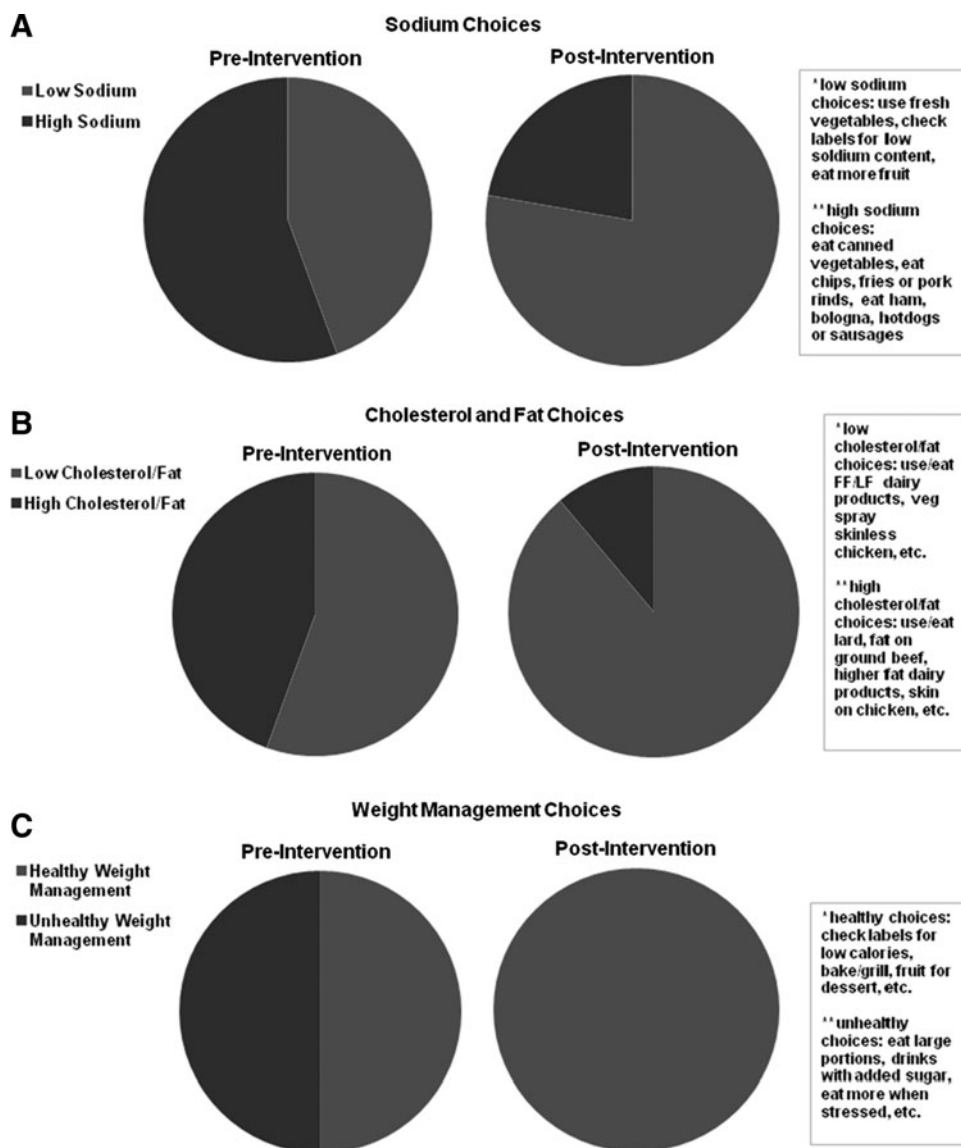 A
Sodium Choices
Pre-Intervention
Post-Intervention
Low Sodium
High Sodium
*low sodium
choices: use fresh
vegetables, check
labels for low
soldium content,
eat more fruit
**high sodium
choices:
eat canned
vegetables, eat
chips, fries or pork
rinds, eat ham,
bologna, hotdogs
or sausages
B
Cholesterol and Fat Choices
Pre-Intervention
Post-Intervention
Low Cholesterol/Fat
High Cholesterol/Fat
*low
cholesterol/fat
choices: use/eat
FF/LF dairy
products, veg
spray
skinless
chicken, etc.
**high
cholesterol/fat
choices: use/eat
lard, fat on
ground beef,
higher fat dairy
products, skin
on chicken, etc.
C
Weight Management Choices
Pre-Intervention
Post-Intervention
Healthy Weight
Management
Unhealthy Weight
Management
*healthy choices:
check labels for
low calories,
bake/grill, fruit for
dessert, etc.
**unhealthy
choices: eat large
portions, drinks
with added sugar,
eat more when
stressed, etc.